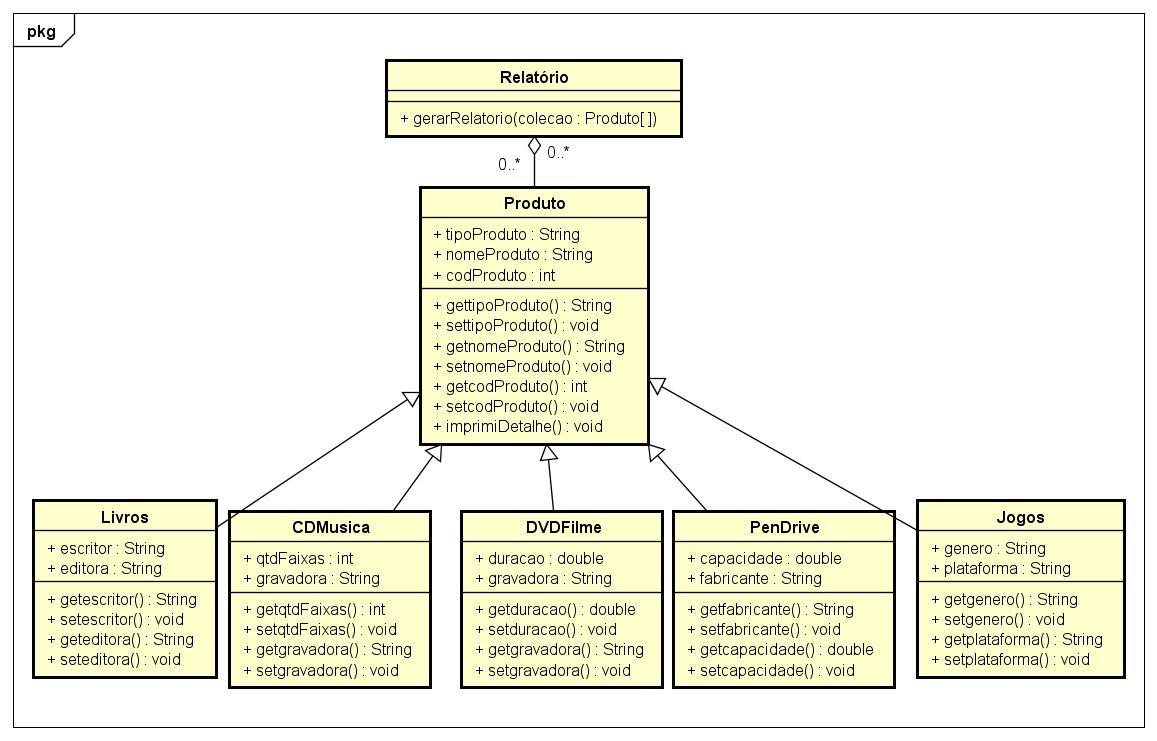 pkg
Relatório
+ gerarRelatorio(colecao : Produto[ ])
0..*
0..*
Produto
+ tipoProduto : String
+ nomeProduto : String
+ codProduto : int
+ gettipoProduto() : String
+ settipoProduto() : void
+ getnomeProduto() : String
+ setnomeProduto() : void
+ getcodProduto() : int
+ setcodProduto() : void
+ imprimiDetalhe() : void
Livros
+ escritor : String
+ editora : String
+ getescritor() : String
+ setescritor() : void
+ geteditora() : String
+ seteditora() : void
CDMusica
+ qtdFaixas : int
+ gravadora : String
+ getqtdFaixas() : int
+ setqtdFaixas() : void
+ getgravadora() : String
+ setgravadora() : void
DVDFilme
+ duracao : double
+ gravadora : String
+ getduracao() : double
+ setduracao() : void
+ getgravadora() : String
+ setgravadora() : void
PenDrive
+ capacidade : double
+ fabricante : String
+ getfabricante() : String
+ setfabricante() : void
+ getcapacidade() : double
+ setcapacidade() : void
Jogos
+ genero : String
+ plataforma : String
+ getgenero() : String
+ setgenero() : void
+ getplataforma() : String
+ setplataforma() : void